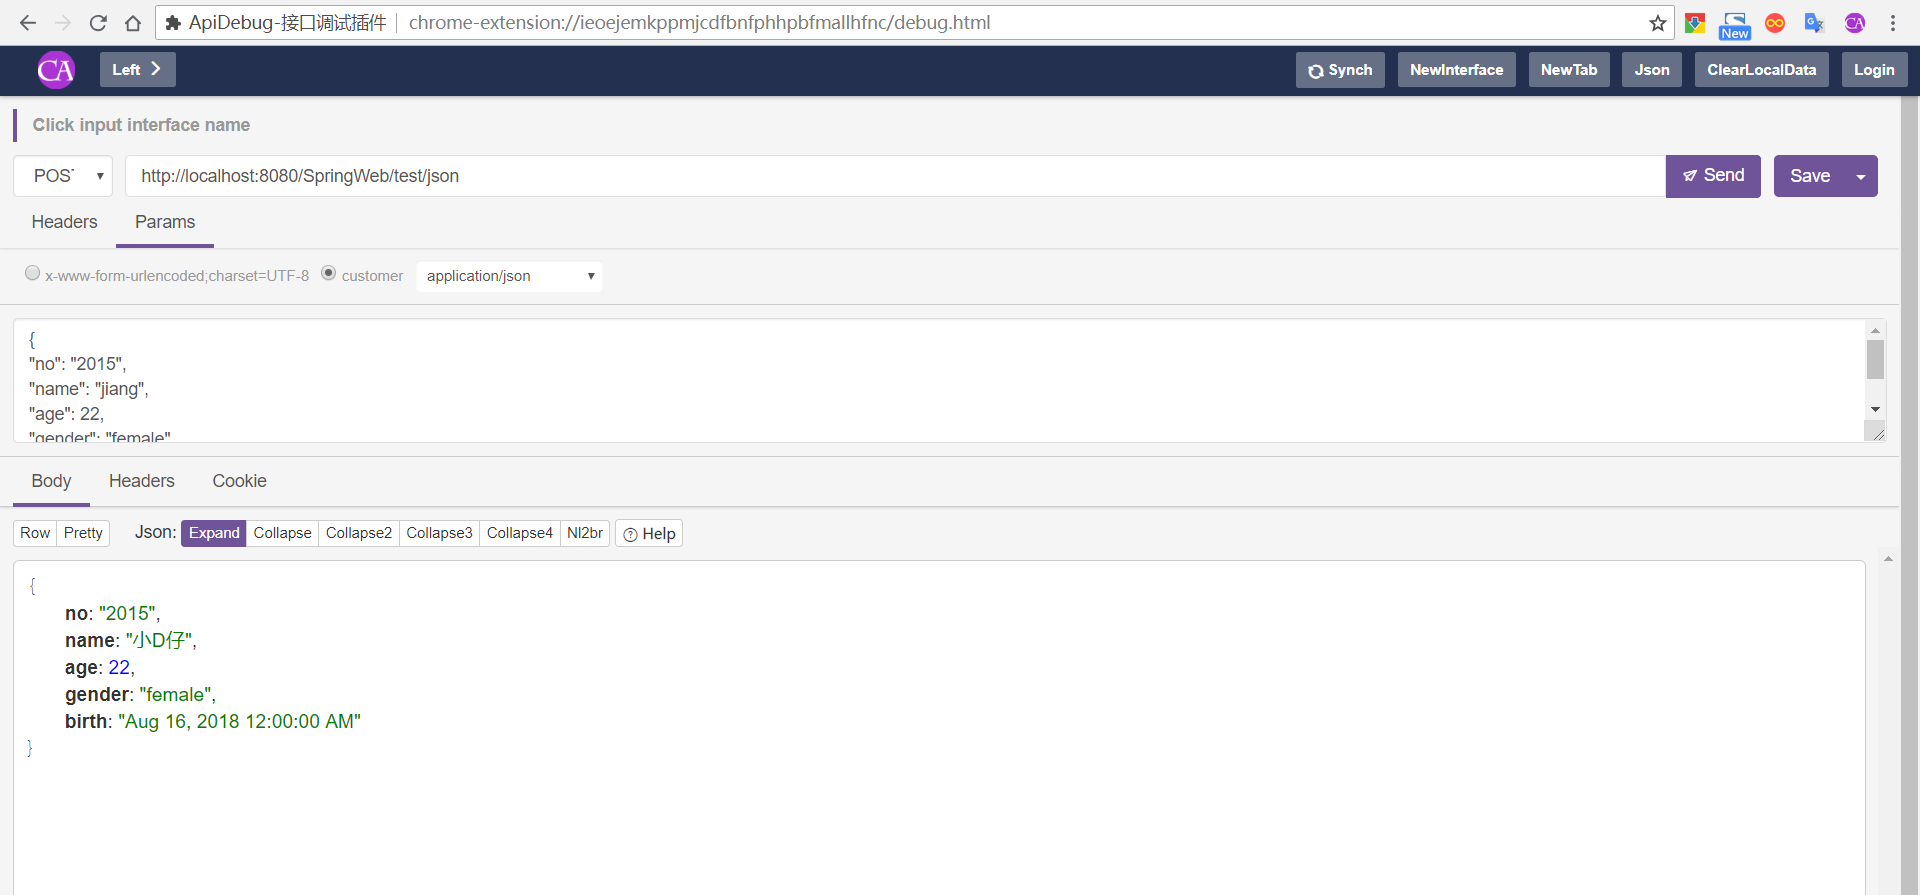 ApiDebug-接口调试插件 chrome-extension://ieoejemkppmjcdfbnfphhpbfmallhfnc/debug.html
New
CA
CA Left Synch NewInterface NewTab Json ClearLocalData Login
Click input interface name
POST http://localhost:8080/SpringWeb/test/json Send Save
Headers Params
x-www-form-urlencoded;charset=UTF-8 customer application/json
{
"no": "2015",
"name": "jiang",
"age": 22,
"gender": "female"
Body Headers Cookie
Row Pretty Json: Expand Collapse Collapse2 Collapse3 Collapse4 Nl2br Help
{
no: "2015",
name: "小D仔",
age: 22,
gender: "female",
birth: "Aug 16, 2018 12:00:00 AM"
}